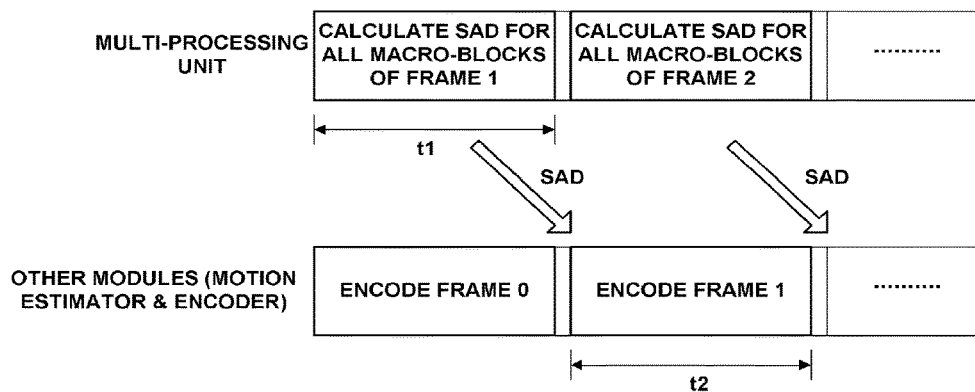 MULTI-PROCESSING
UNIT
CALCULATE SAD FOR
ALL MACRO-BLOCKS
OF FRAME 1
CALCULATE SAD FOR
ALL MACRO-BLOCKS
OF FRAME 2
..........
t1
SAD
SAD
OTHER MODULES (MOTION
ESTIMATOR & ENCODER)
ENCODE FRAME 0
ENCODE FRAME 1
..........
t2